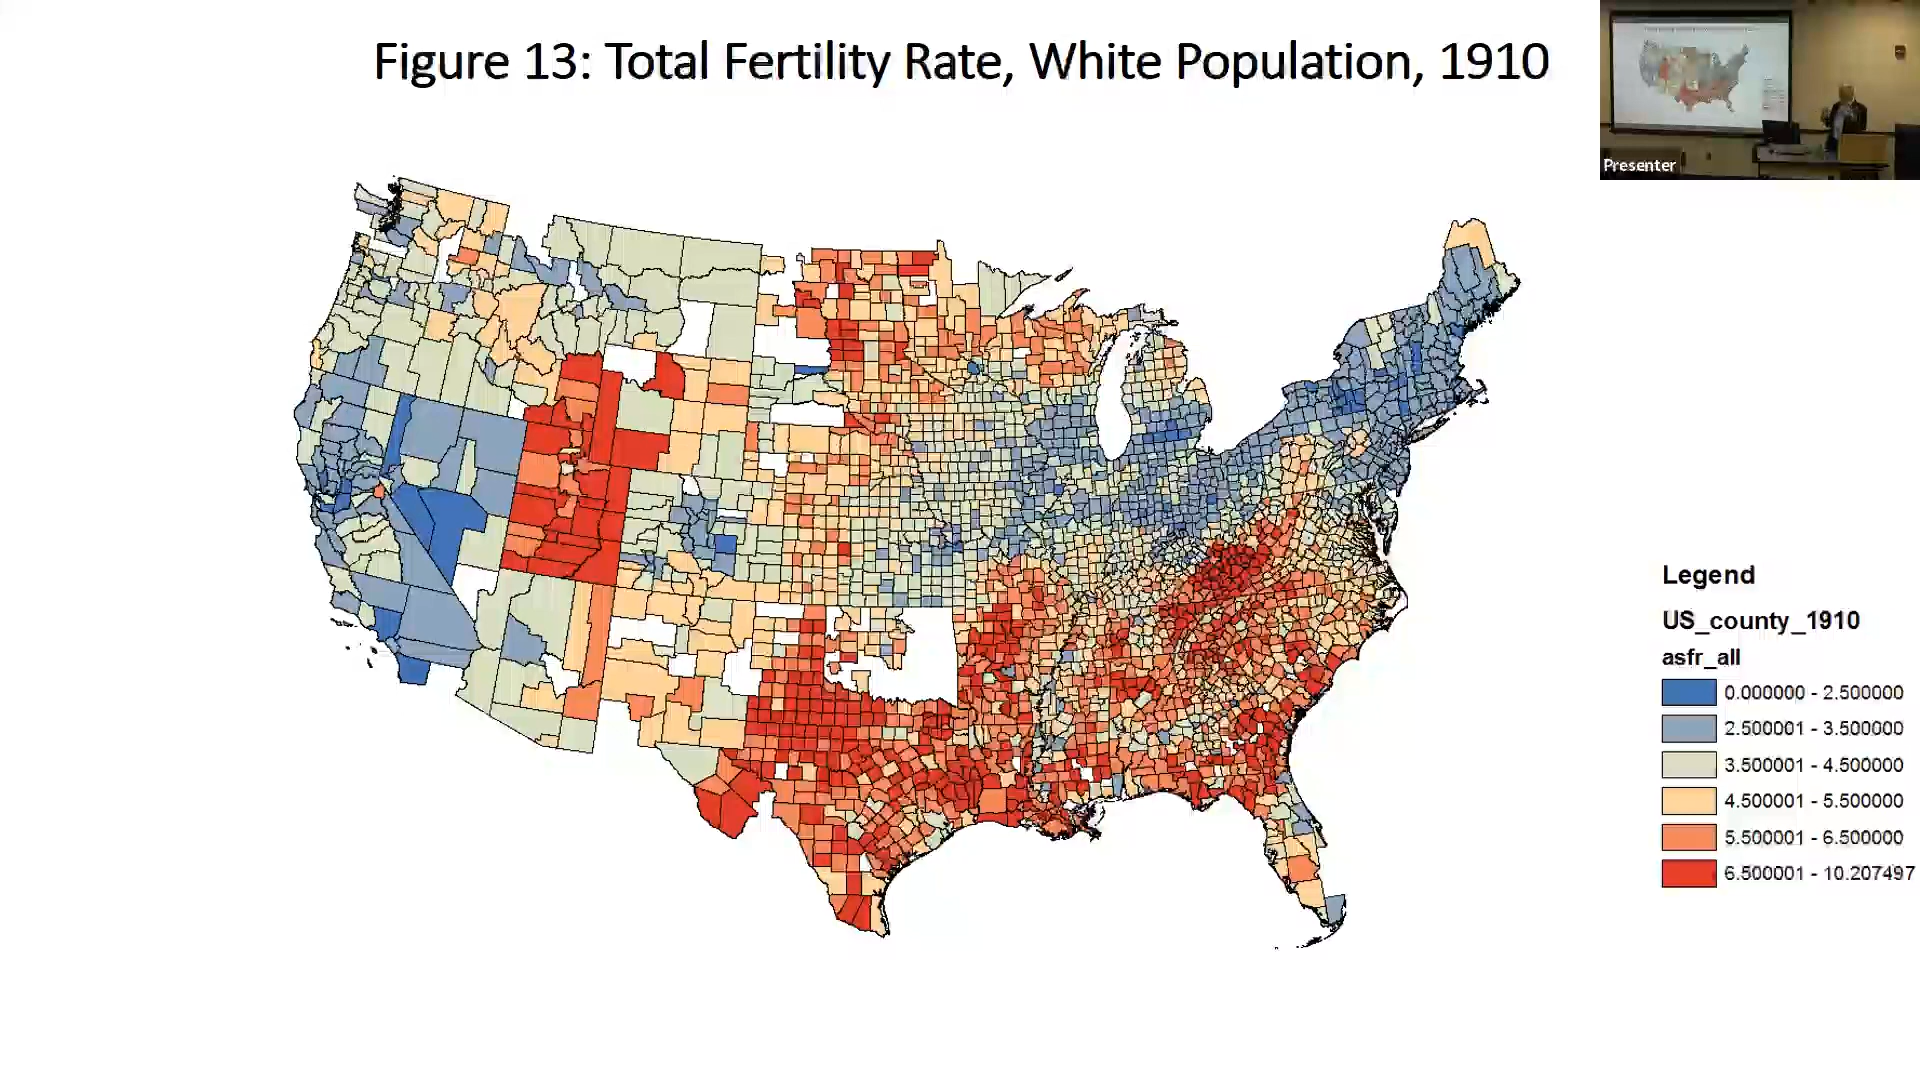 Figure 13: Total Fertility Rate, White Population, 1910
Presenter
Legend
US_county_1910
asfr_all
0.000000 - 2.500000
2.500001 - 3.500000
3.500001 - 4.500000
4.500001 - 5.500000
5.500001 - 6.500000
6.500001 - 10.207497